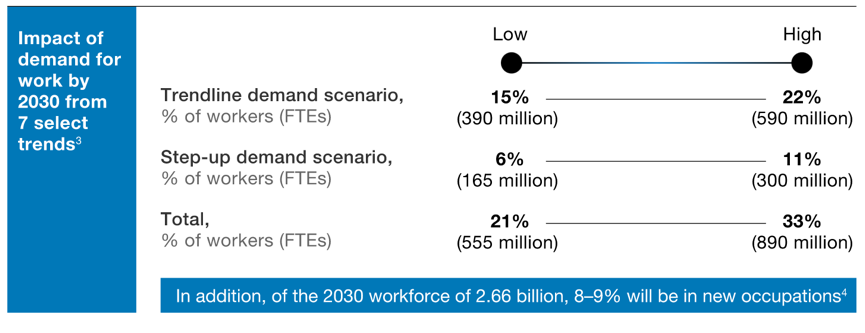 Impact of
demand for
work by
2030 from
7 select
trends³
Low High
Trendline demand scenario, 15% 22%
% of workers (FTEs) (390 million) (590 million)
Step-up demand scenario, 6% 11%
% of workers (FTEs) (165 million) (300 million)
Total, 21% 33%
% of workers (FTEs) (555 million) (890 million)
In addition, of the 2030 workforce of 2.66 billion, 8–9% will be in new occupations⁴